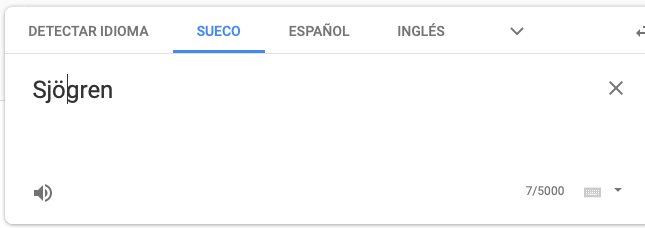 DETECTAR IDIOMA SUECO ESPAÑOL INGLÉS
Sjögren
7/5000